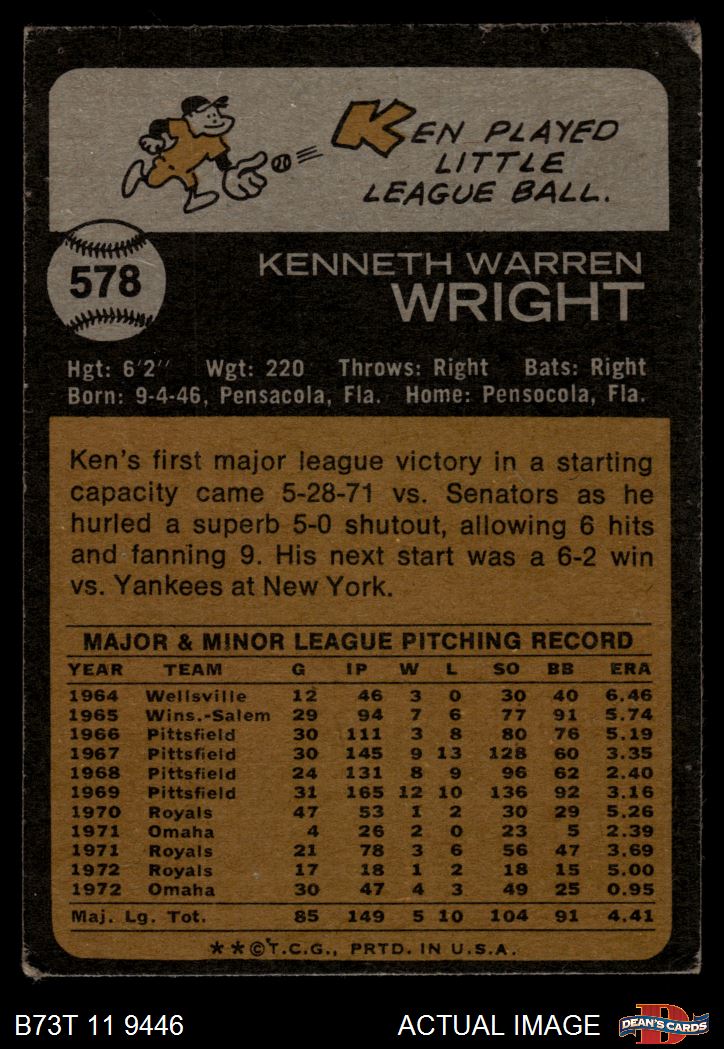 KEN PLAYED
LITTLE
LEAGUE BALL.
578
KENNETH WARREN
WRIGHT
Hgt: 6'2" Wgt: 220 Throws: Right Bats: Right
Born: 9-4-46, Pensacola, Fla. Home: Pensocola, Fla.
Ken's first major league victory in a starting
capacity came 5-28-71 vs. Senators as he
hurled a superb 5-0 shutout, allowing 6 hits
and fanning 9. His next start was a 6-2 win
vs. Yankees at New York.
MAJOR & MINOR LEAGUE PITCHING RECORD
YEAR TEAM G IP W L SO BB ERA
1964 Wellsville 12 46 3 0 30 40 6.46
1965 Wins.-Salem 29 94 7 6 77 91 5.74
1966 Pittsfield 30 111 3 8 80 76 5.19
1967 Pittsfield 30 145 9 13 128 60 3.35
1968 Pittsfield 24 131 8 9 96 62 2.40
1969 Pittsfield 31 165 12 10 136 92 3.16
1970 Royals 47 53 1 2 30 29 5.26
1971 Omaha 4 26 2 0 23 5 2.39
1971 Royals 21 78 3 6 56 47 3.69
1972 Royals 17 18 1 2 18 15 5.00
1972 Omaha 30 47 4 3 49 25 0.95
Maj. Lg. Tot. 85 149 5 10 104 91 4.41
**©T.C.G., PRTD. IN U.S.A.
B73T 11 9446 ACTUAL IMAGE
D
DEAN'S CARDS